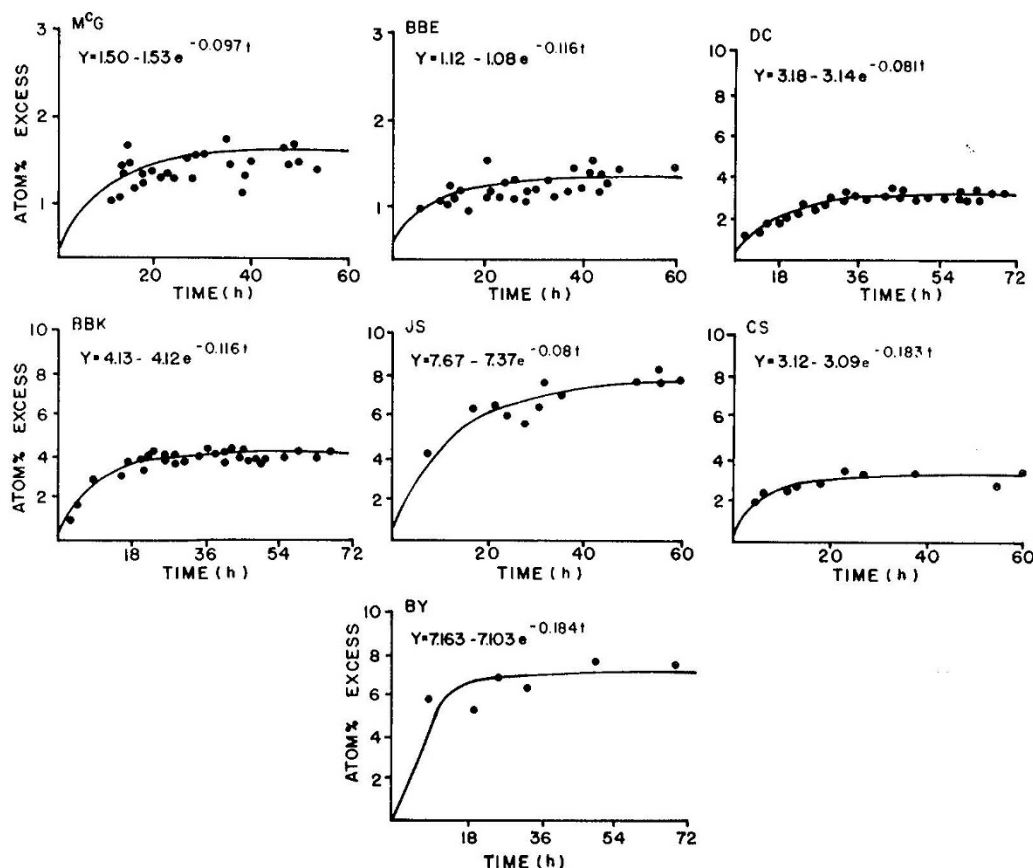 MᶜG
Y=1.50 -1.53e -0.097t
ATOM% EXCESS
3
2
1
20 40 60
TIME (h)
BBE
Y=1.12 - 1.08e -0.116t
3
2
1
20 40 60
TIME (h)
DC
Y=3.18 - 3.14e -0.081t
10
8
6
4
2
18 36 54 72
TIME (h)
BBK
Y=4.13 - 4.12e -0.116t
ATOM% EXCESS
10
8
6
4
2
18 36 54 72
TIME (h)
JS
Y=7.67 - 7.37e -0.08t
10
8
6
4
2
20 40 60
TIME (h)
CS
Y=3.12 - 3.09e -0.183t
10
8
6
4
2
20 40 60
TIME (h)
BY
Y=7.163 - 7.103e -0.184t
ATOM% EXCESS
10
8
6
4
2
18 36 54 72
TIME (h)